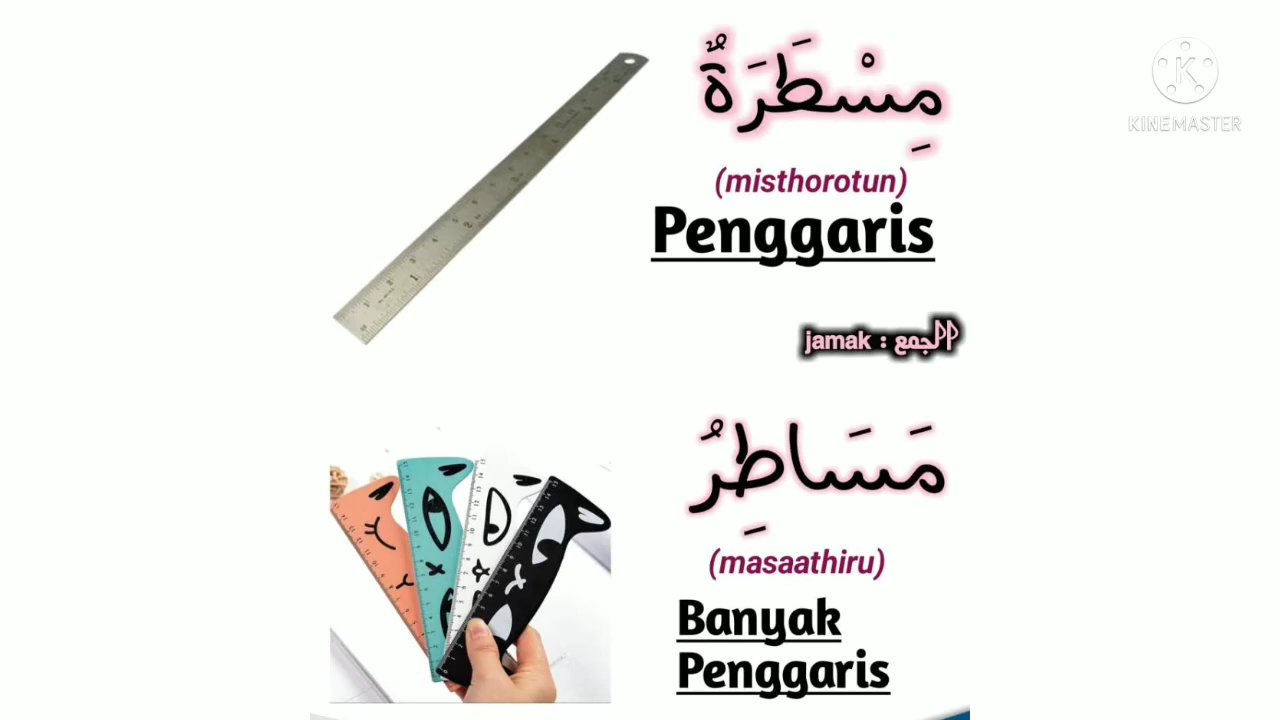 مِسْطَرَةٌ
K
KINEMASTER
(misthorotun)
Penggaris
الجمع : jamak
مَسَاطِرُ
(masaathiru)
Banyak
Penggaris